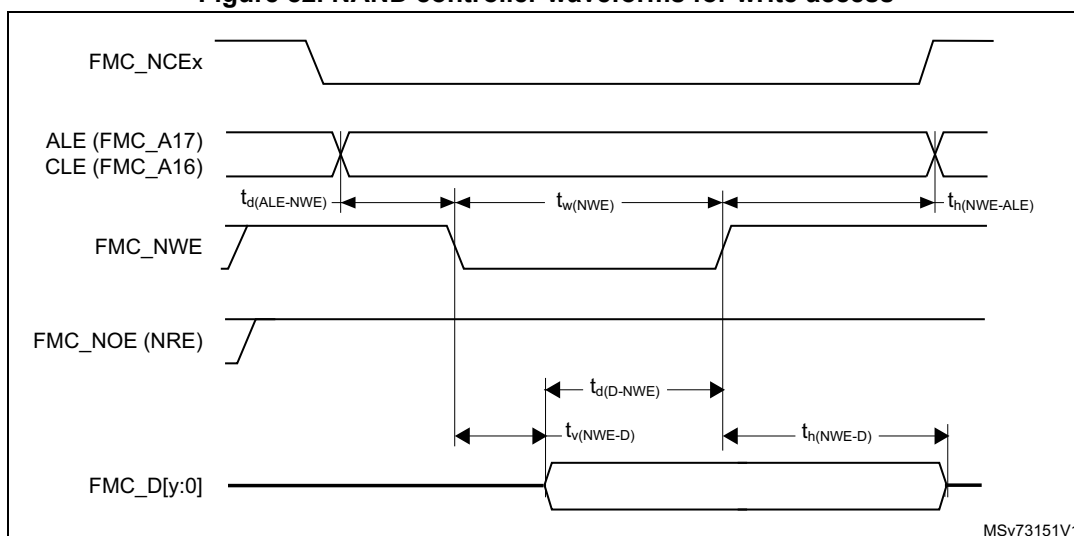 FMC_NCEx
ALE (FMC_A17)
CLE (FMC_A16)
td(ALE-NWE)
tw(NWE)
th(NWE-ALE)
FMC_NWE
FMC_NOE (NRE)
td(D-NWE)
tv(NWE-D)
th(NWE-D)
FMC_D[y:0]
MSv73151V1